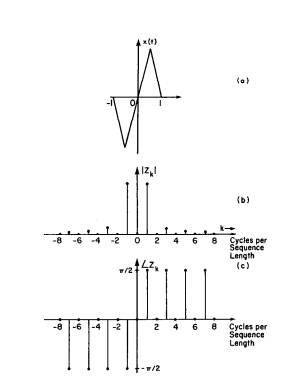 x(t)
(a)
-1 0 1
|Z_k|
(b)
k→
-8 -6 -4 -2 0 2 4 6 8 Cycles per
Sequence
Length
∠Z_k
(c)
π/2
-8 -6 -4 -2 2 4 6 8 Cycles per
Sequence
Length
-π/2